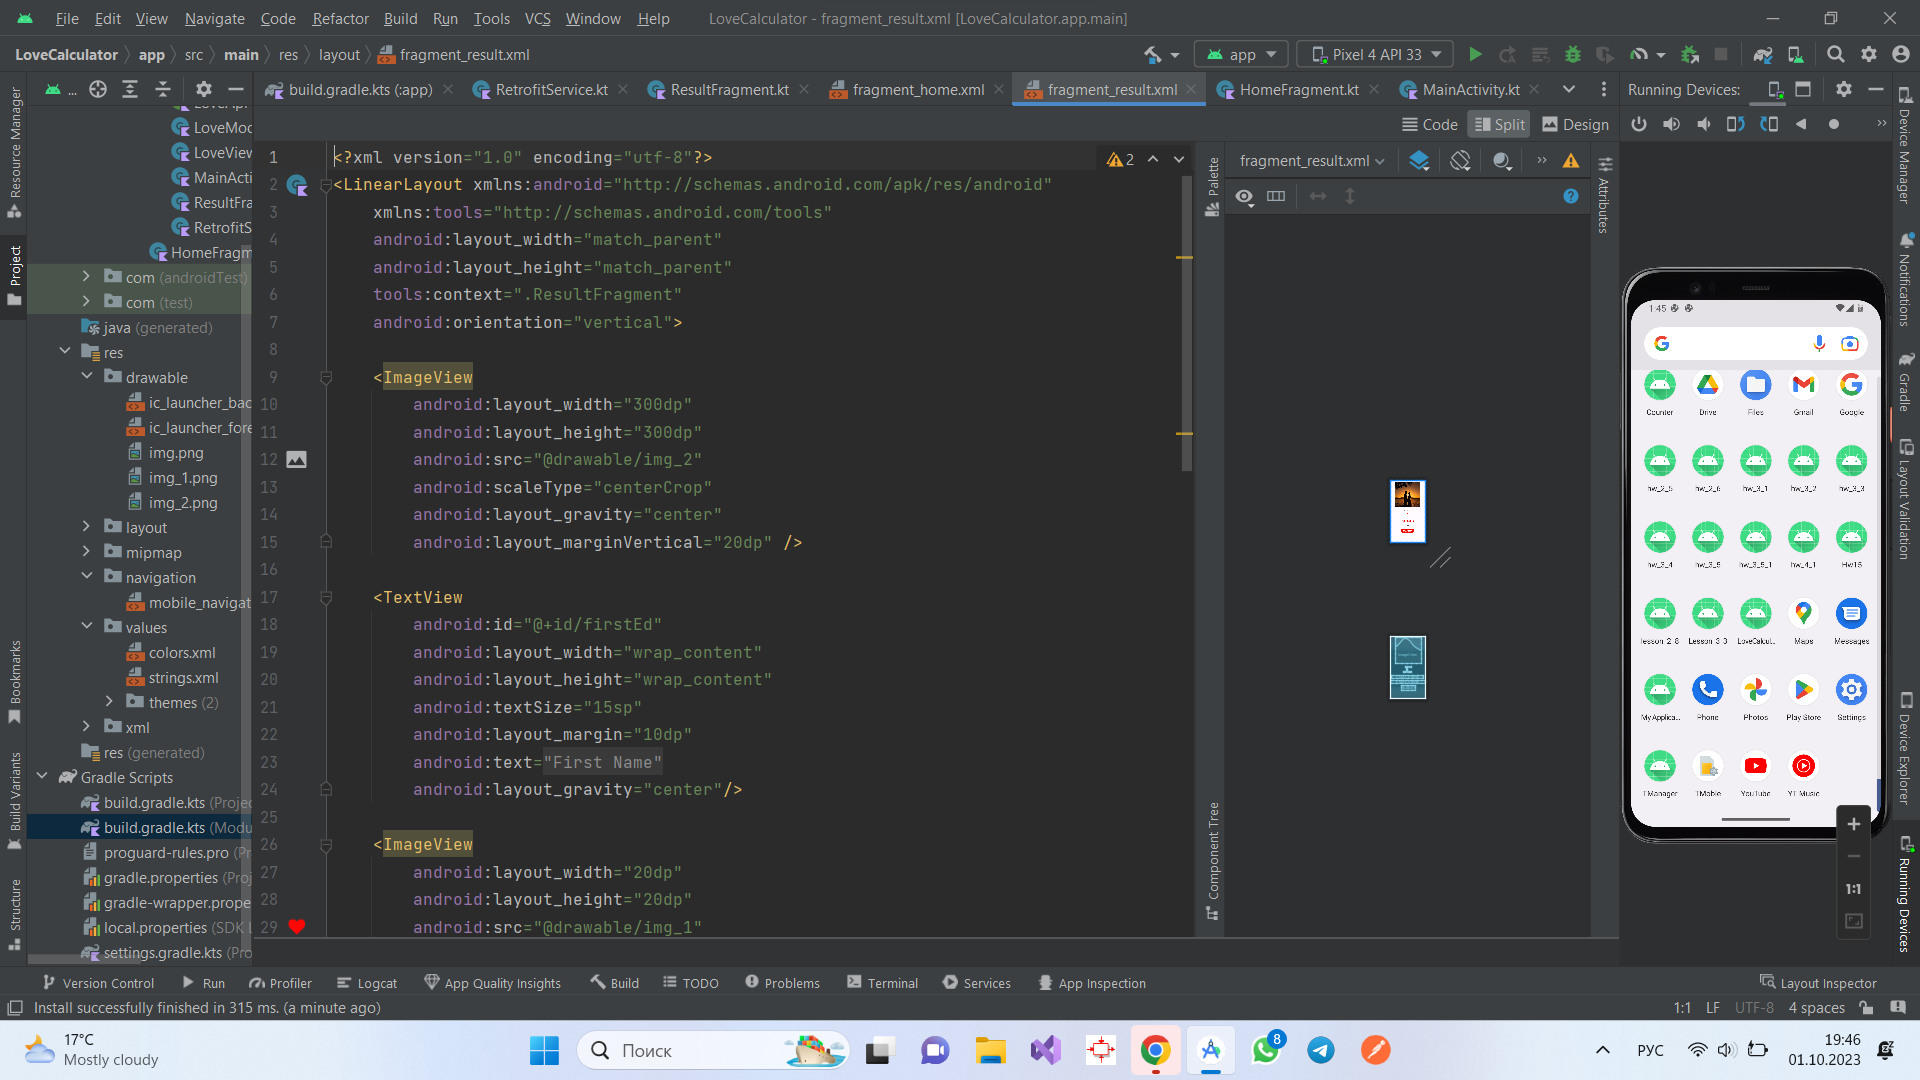 File Edit View Navigate Code Refactor Build Run Tools VCS Window Help LoveCalculator - fragment_result.xml [LoveCalculator.app.main]
LoveCalculator app src main res layout fragment_result.xml app Pixel 4 API 33
... build.gradle.kts (:app) RetrofitService.kt ResultFragment.kt fragment_home.xml fragment_result.xml HomeFragment.kt MainActivity.kt Running Devices:
Code Split Design
Resource Manager
Project
Bookmarks
Build Variants
Structure
LoveMod
LoveView
MainActi
ResultFra
RetrofitS
HomeFragm
com (androidTest)
com (test)
java (generated)
res
drawable
ic_launcher_bac
ic_launcher_fore
img.png
img_1.png
img_2.png
layout
mipmap
navigation
mobile_navigat
values
colors.xml
strings.xml
themes (2)
xml
res (generated)
Gradle Scripts
build.gradle.kts (Projec
build.gradle.kts (Modu
proguard-rules.pro (Pr
gradle.properties (Proj
gradle-wrapper.prope
local.properties (SDK L
settings.gradle.kts (Pro
1 <?xml version="1.0" encoding="utf-8"?>
2 <LinearLayout xmlns:android="http://schemas.android.com/apk/res/android"
3 xmlns:tools="http://schemas.android.com/tools"
4 android:layout_width="match_parent"
5 android:layout_height="match_parent"
6 tools:context=".ResultFragment"
7 android:orientation="vertical">
8
9 <ImageView
10 android:layout_width="300dp"
11 android:layout_height="300dp"
12 android:src="@drawable/img_2"
13 android:scaleType="centerCrop"
14 android:layout_gravity="center"
15 android:layout_marginVertical="20dp" />
16
17 <TextView
18 android:id="@+id/firstEd"
19 android:layout_width="wrap_content"
20 android:layout_height="wrap_content"
21 android:textSize="15sp"
22 android:layout_margin="10dp"
23 android:text="First Name"
24 android:layout_gravity="center"/>
25
26 <ImageView
27 android:layout_width="20dp"
28 android:layout_height="20dp"
29 android:src="@drawable/img_1"
2
Palette
Component Tree
fragment_result.xml
Attributes
1:45
Counter Drive Files Gmail Google
hw_2_5 hw_2_6 hw_3_1 hw_3_2 hw_3_3
hw_3_4 hw_3_5 hw_3_5_1 hw_4_1 Hw15
lesson_2_8 Lesson_3_3 LoveCalcul... Maps Messages
My Applica... Phone Photos Play Store Settings
TManager TMoble YouTube YT Music
1:1
Device Manager
Notifications
Gradle
Layout Validation
Device Explorer
Running Devices
Version Control Run Profiler Logcat App Quality Insights Build TODO Problems Terminal Services App Inspection Layout Inspector
Install successfully finished in 315 ms. (a minute ago) 1:1 LF UTF-8 4 spaces
17°C
Mostly cloudy
Поиск
8
РУС
19:46
01.10.2023